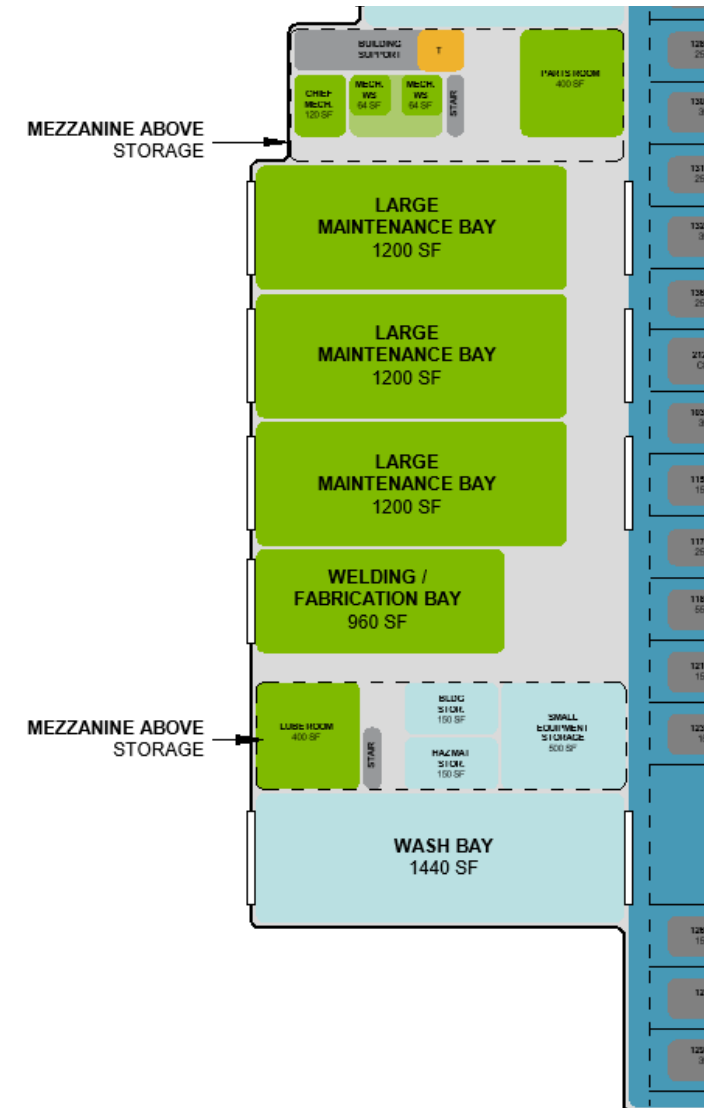 BUILDING
SUPPORT
T
PARTS ROOM
400 SF
CHIEF
MECH.
120 SF
MECH.
WS
64 SF
MECH.
WS
64 SF
STAIR
MEZZANINE ABOVE
STORAGE
LARGE
MAINTENANCE BAY
1200 SF
LARGE
MAINTENANCE BAY
1200 SF
LARGE
MAINTENANCE BAY
1200 SF
WELDING /
FABRICATION BAY
960 SF
MEZZANINE ABOVE
STORAGE
LUBE ROOM
400 SF
STAIR
BLDG
STOR.
150 SF
HAZMAT
STOR.
150 SF
SMALL
EQUIPMENT
STORAGE
500 SF
WASH BAY
1440 SF